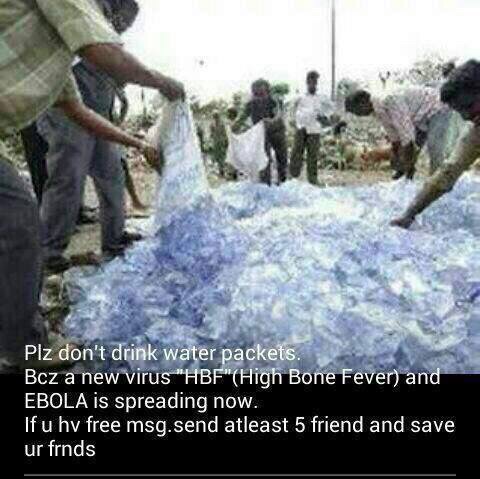 Plz don't drink water packets.
Bcz a new virus "HBF"(High Bone Fever) and
EBOLA is spreading now.
If u hv free msg.send atleast 5 friend and save
ur frnds